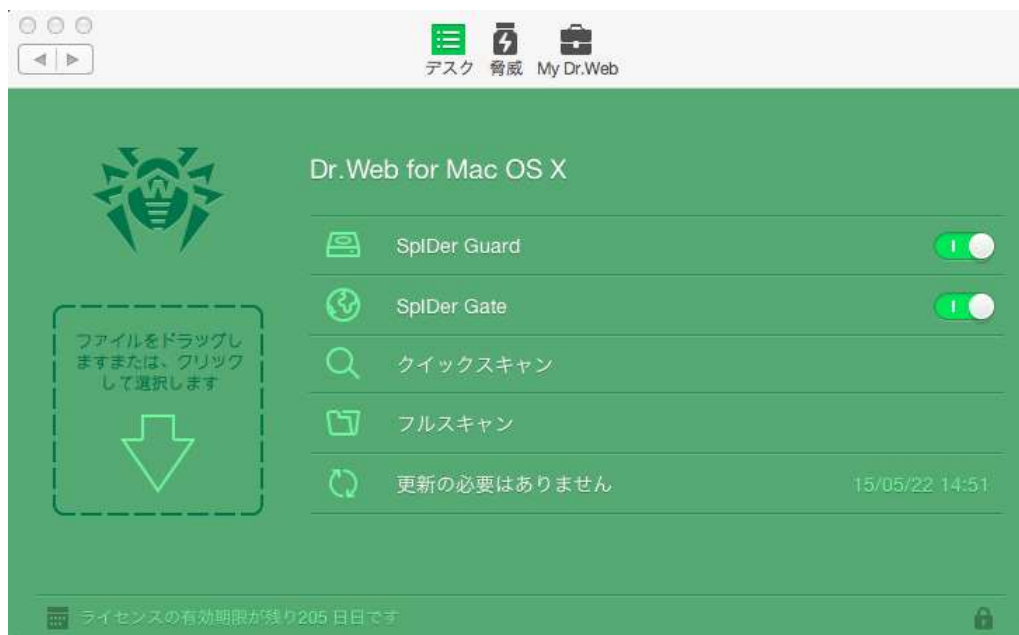 デスク 脅威 My Dr.Web
Dr.Web for Mac OS X
SpIDer Guard
SpIDer Gate
ファイルをドラッグし
ますまたは、クリック
して選択します
クイックスキャン
フルスキャン
更新の必要はありません 15/05/22 14:51
ライセンスの有効期限が残り205 日日です